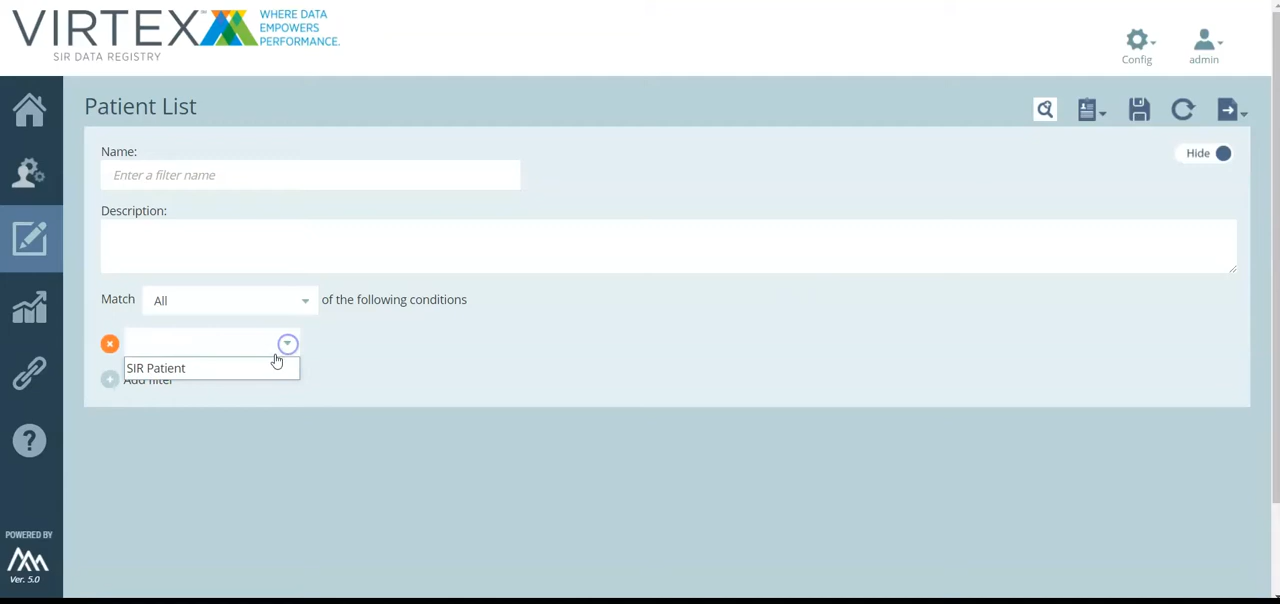 VIRTEX SM WHERE DATA
EMPOWERS
PERFORMANCE.
SIR DATA REGISTRY
Config
admin
Patient List
Name:
Hide
Enter a filter name
Description:
Match All of the following conditions
SIR Patient
Add filter
POWERED BY
Ver. 5.0